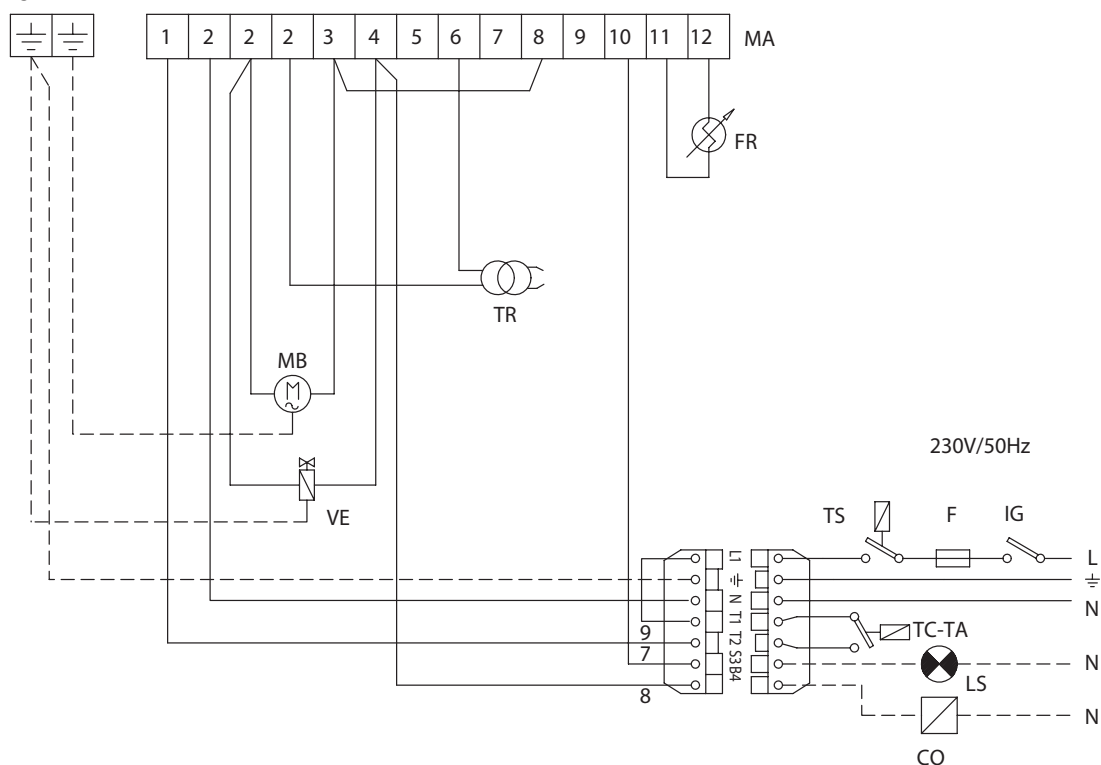 1 2 2 2 3 4 5 6 7 8 9 10 11 12 MA
FR
TR
MB
M
230V/50Hz
VE
TS F IG
L1
L
N
N
T1
9
T2
TC-TA
7
S3
N
B4
LS
8
N
CO